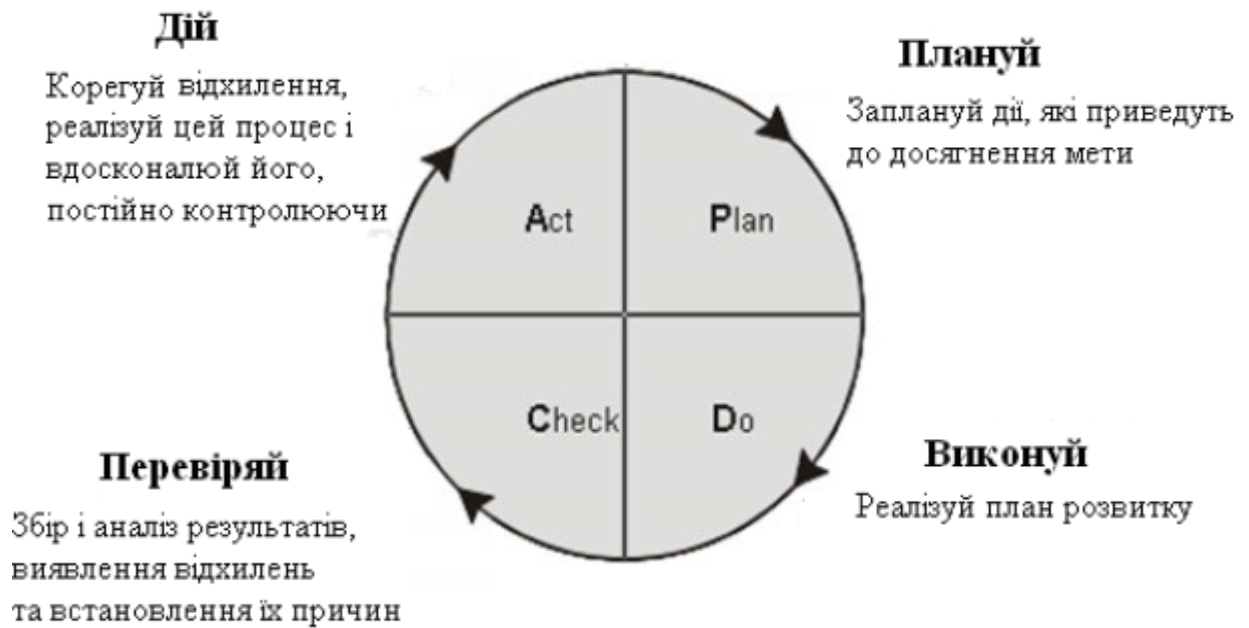 Дій
Корегуй відхилення,
реалізуй цей процес і
вдосконалюй його,
постійно контролюючи
Плануй
Заплануй дії, які приведуть
до досягнення мети
Act
Plan
Check
Do
Перевіряй
Збір і аналіз результатів,
виявлення відхилень
та встановлення їх причин
Виконуй
Реалізуй план розвитку